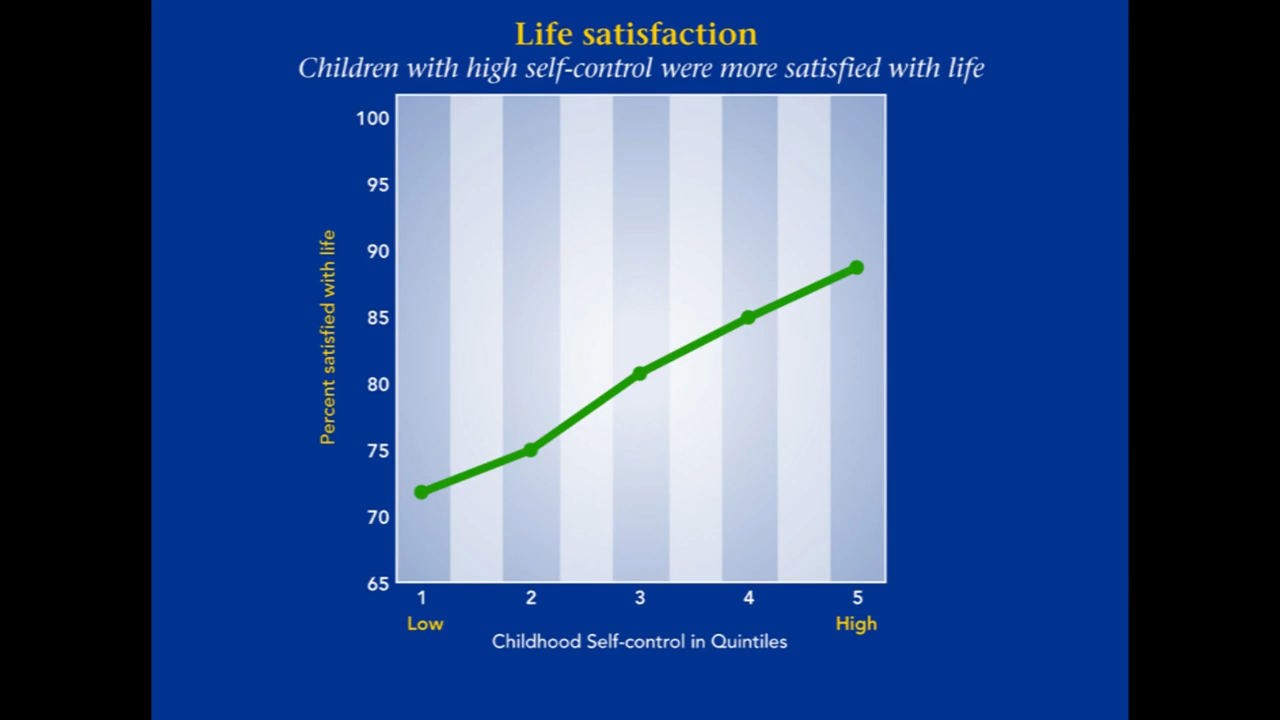 Life satisfaction
Children with high self-control were more satisfied with life
100
95
90
85
80
75
70
65
Percent satisfied with life
1 2 3 4 5
Low High
Childhood Self-control in Quintiles